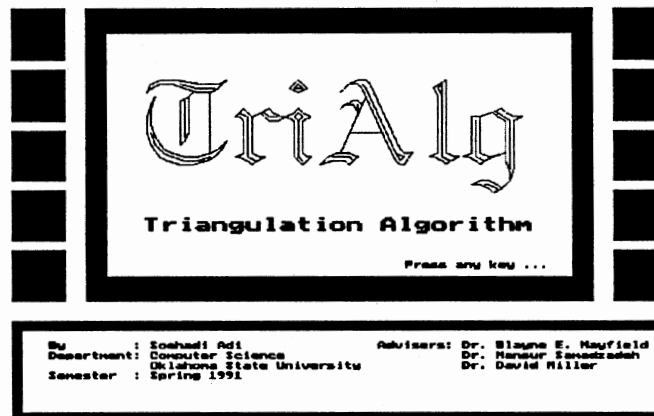 TriAlg
Triangulation Algorithm
Press any key ...
By : Soehadi Adi
Advisers: Dr. Blayne E. Mayfield
Department: Computer Science
Dr. Mansur Samadzadeh
Oklahoma State University
Dr. David Miller
Semester : Spring 1991